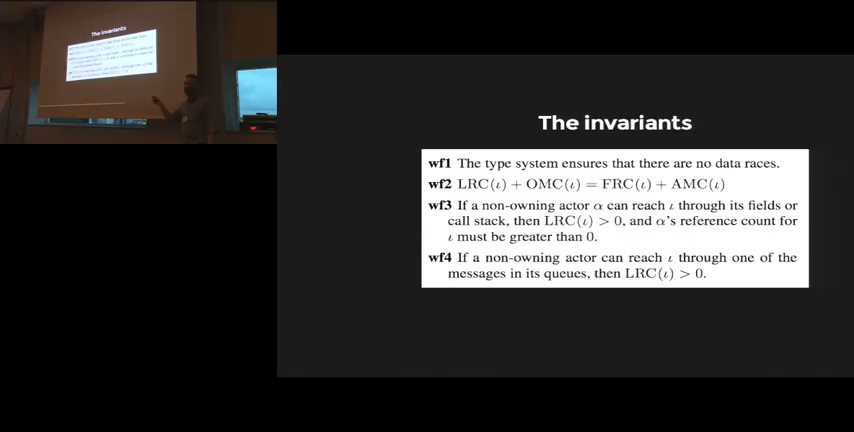 The invariants
The invariants
wf1 The type system ensures that there are no data races.
wf2 LRC(ι) + OMC(ι) = FRC(ι) + AMC(ι)
wf3 If a non-owning actor α can reach ι through its fields or
call stack, then LRC(ι) > 0, and α's reference count for
ι must be greater than 0.
wf4 If a non-owning actor can reach ι through one of the
messages in its queues, then LRC(ι) > 0.